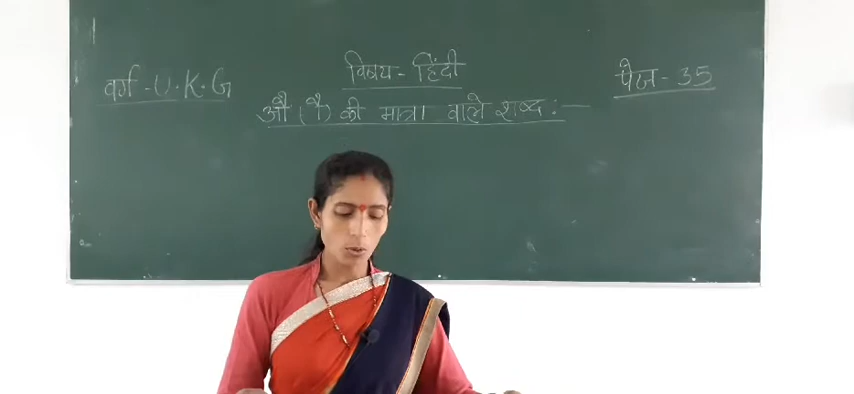 विषय - हिंदी
वर्ग - U.K.G
पेज - 35
औ (ौ) की मात्रा वाले शब्द :-